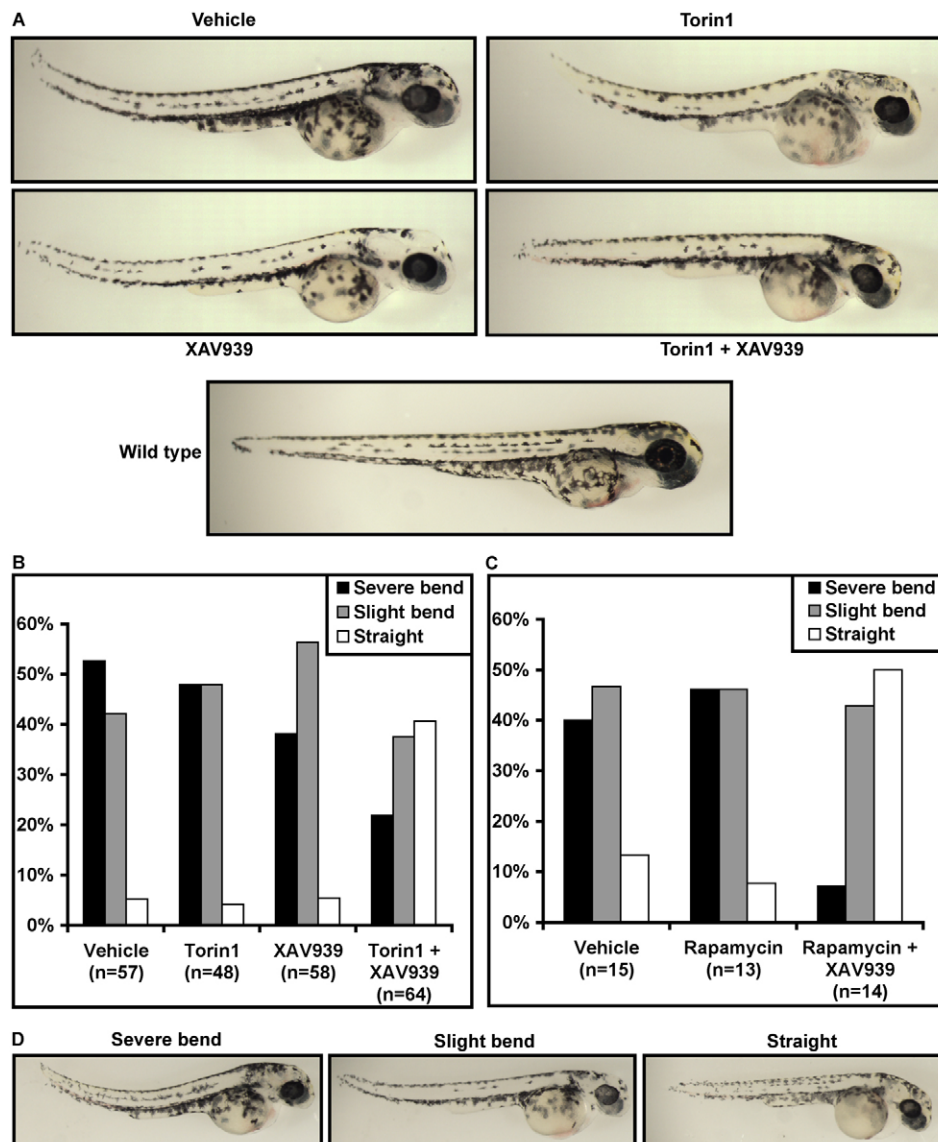 A
Vehicle
Torin1
XAV939
Torin1 + XAV939
Wild type
B
Severe bend
Slight bend
Straight
60%
50%
40%
30%
20%
10%
0%
Vehicle
(n=57)
Torin1
(n=48)
XAV939
(n=58)
Torin1 +
XAV939
(n=64)
C
Severe bend
Slight bend
Straight
60%
50%
40%
30%
20%
10%
0%
Vehicle
(n=15)
Rapamycin
(n=13)
Rapamycin +
XAV939
(n=14)
D
Severe bend
Slight bend
Straight